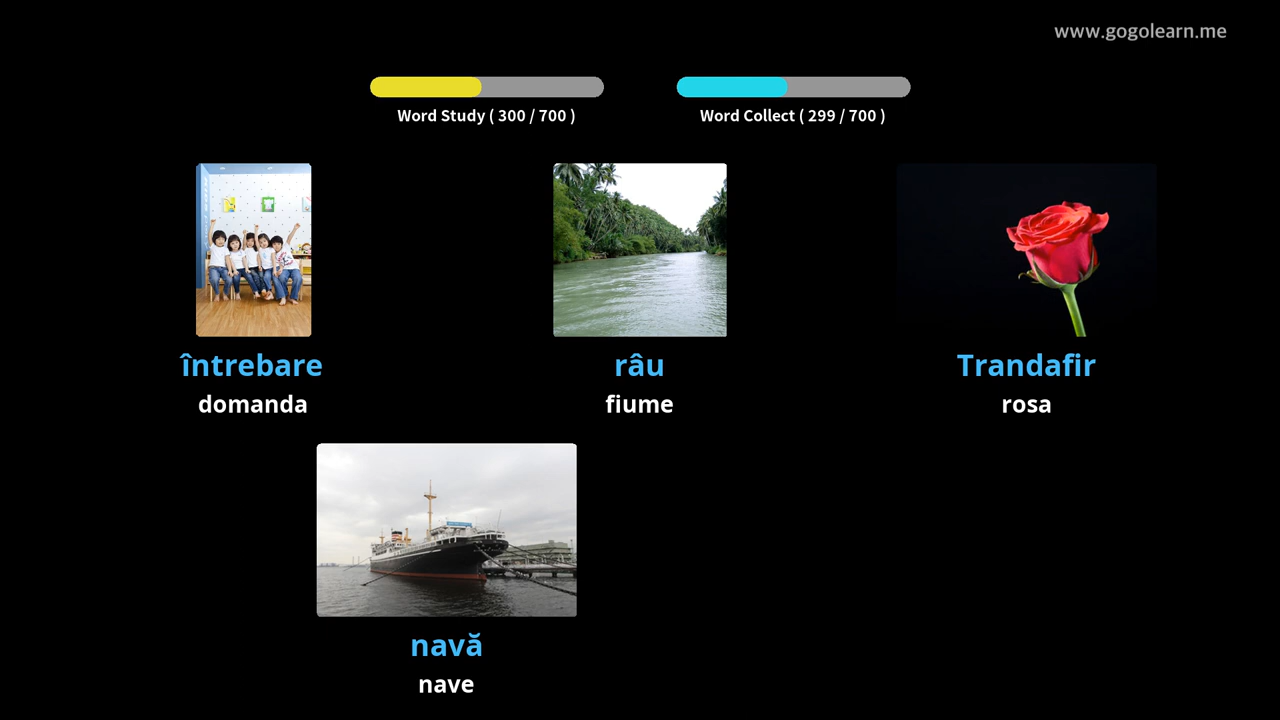 www.gogolearn.me
Word Study ( 300 / 700 )
Word Collect ( 299 / 700 )
întrebare
domanda
râu
fiume
Trandafir
rosa
navă
nave